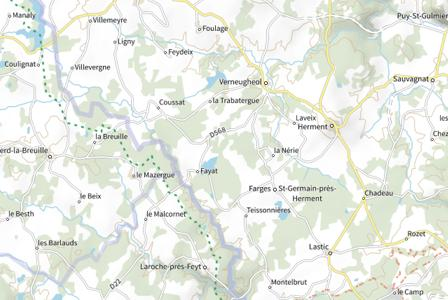 Manaly
Villemeyre
Puy-St-Gulmier
Foulage
Ligny
Feydeix
Coulignat
Villevergne
Verneugheol
Sauvagnat
Coussat
la Trabatergue
Laveix
Herment
les
Chez
D568
la Breuille
la Nérie
erd-la-Breuille
le Mazergue
Fayat
Farges
St-Germain-près-
Herment
Chadeau
le Beix
Teissonnières
le Besth
le Malcornet
les Barlauds
Rozet
Lastic
Laroche-près-Feyt
D21
Montelbrut
le Camp